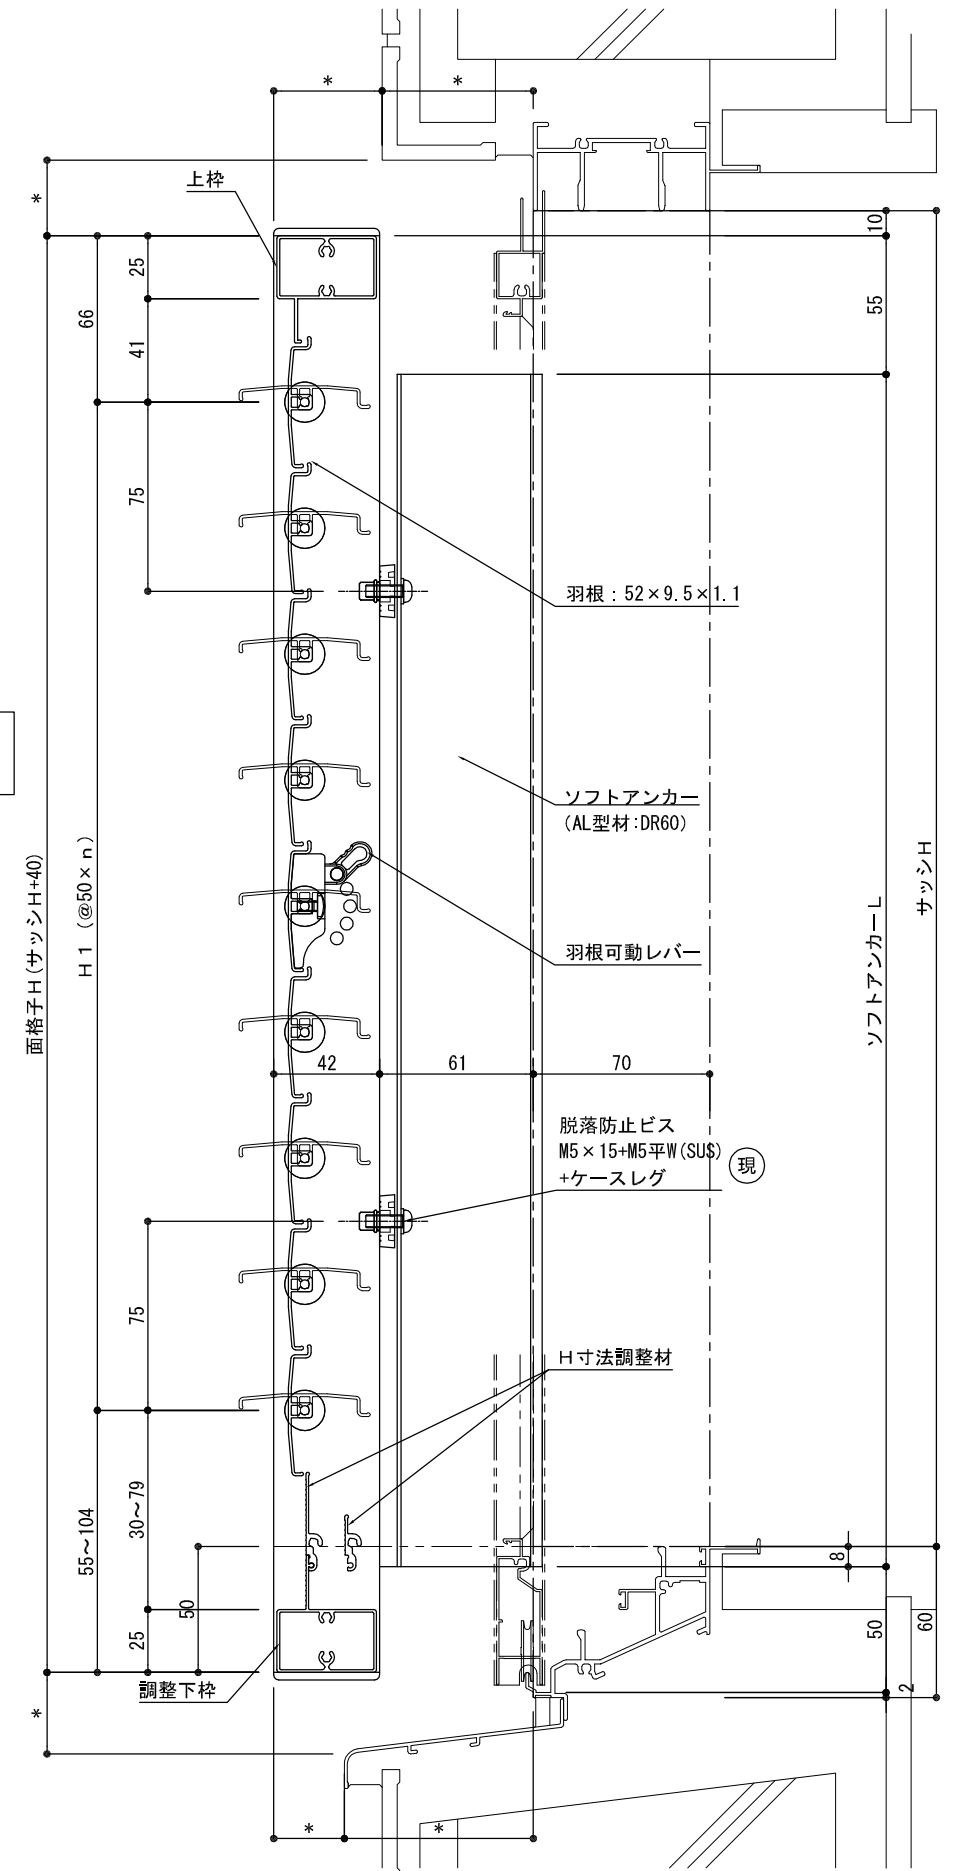 *
*
*
上枠
10
25
66
55
41
75
羽根：52×9.5×1.1
ソフトアンカー
(AL型材:DR60)
面格子H(サッシH+40)
H1 (@50×n)
サッシH
ソフトアンカーL
羽根可動レバー
42
61
70
脱落防止ビス
M5×15+M5平W(SUS)
+ケースレグ
現
75
H寸法調整材
30～79
55～104
8
50
25
50
60
2
調整下枠
*
*
*